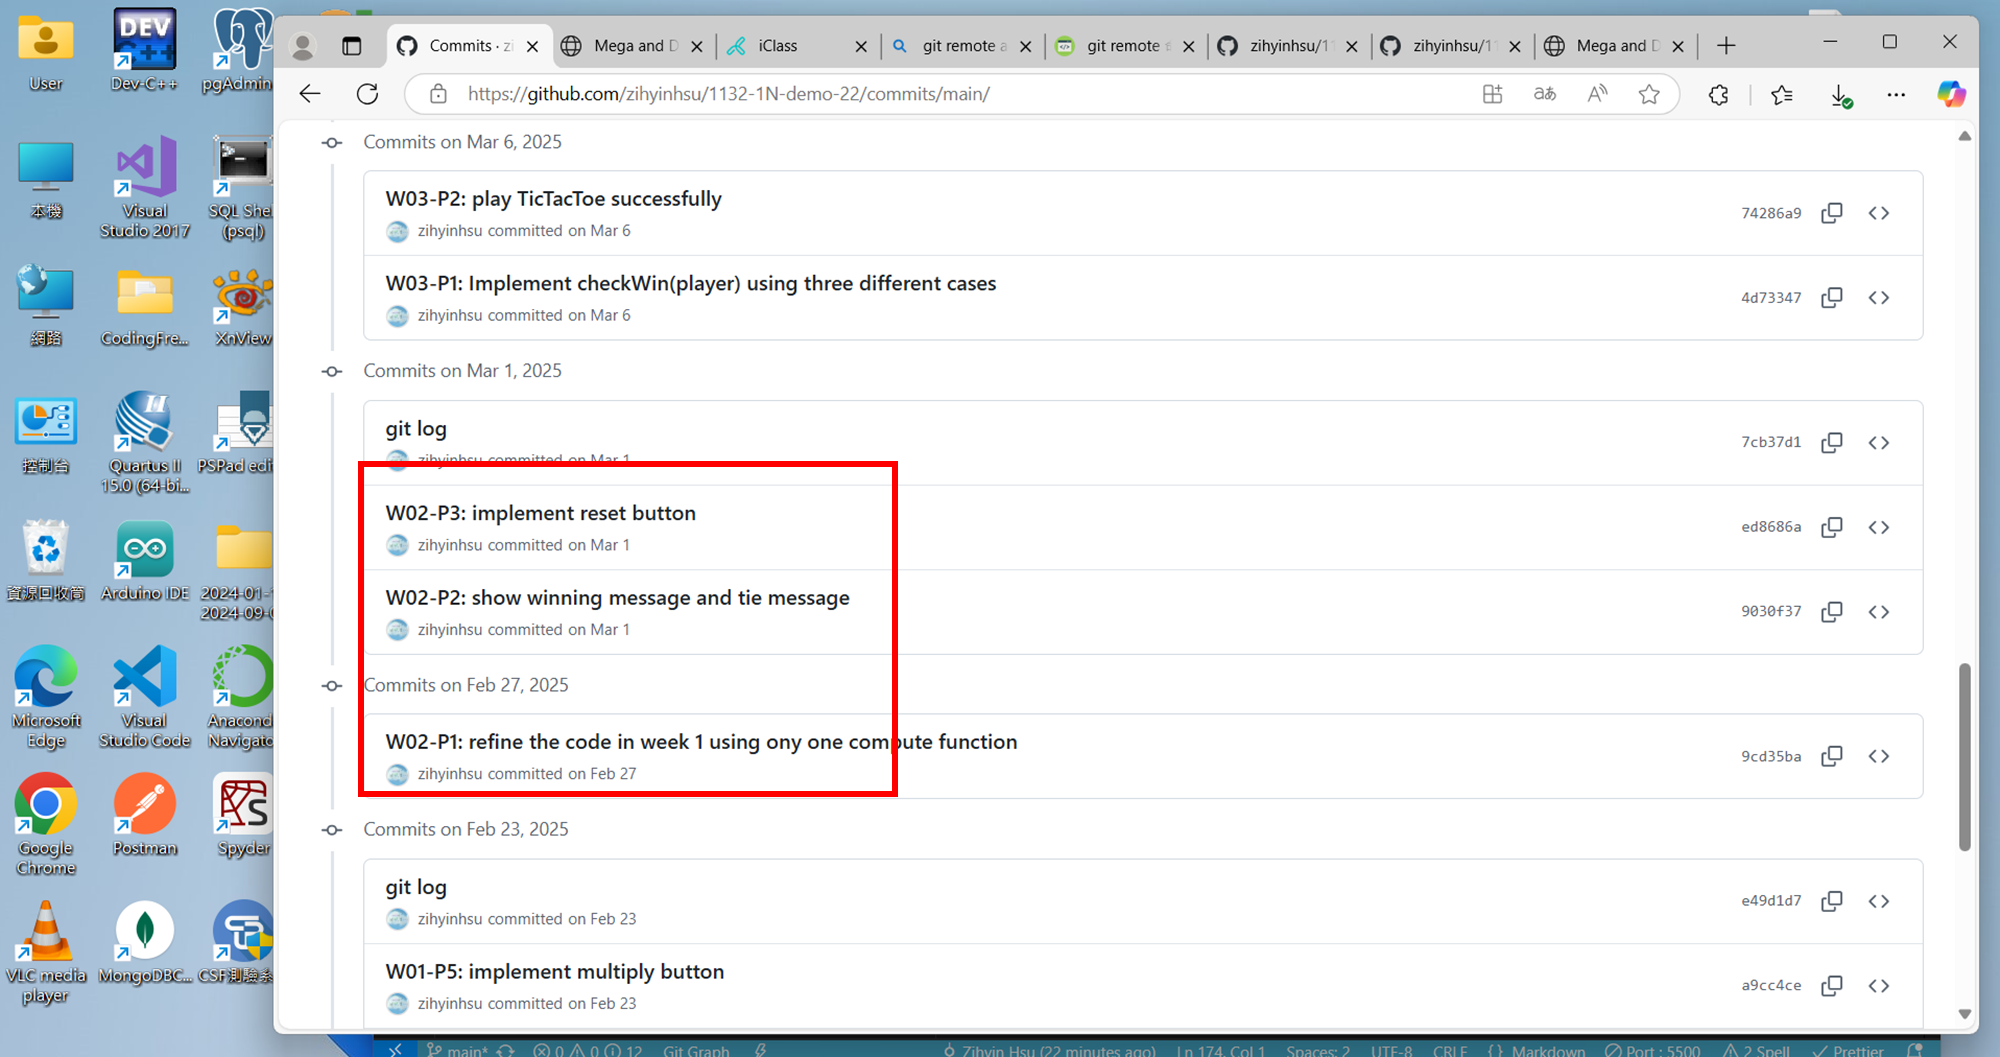 User
Dev-C++
pgAdmin
本機
Visual
Studio 2017
SQL She
(psql)
網路
CodingFre...
XnView
控制台
Quartus II
15.0 (64-bi...
PSPad edi
資源回收筒
Arduino IDE
2024-01-
2024-09-
Microsoft
Edge
Visual
Studio Code
Anacond
Navigato
Google
Chrome
Postman
Spyder
VLC media
player
MongoDBC...
CSF測驗系
Commits · zi
Mega and D
iClass
git remote a
git remote
zihyinhsu/11
zihyinhsu/11
Mega and D
https://github.com/zihyinhsu/1132-1N-demo-22/commits/main/
Commits on Mar 6, 2025
W03-P2: play TicTacToe successfully
zihyinhsu committed on Mar 6
74286a9
W03-P1: Implement checkWin(player) using three different cases
zihyinhsu committed on Mar 6
4d73347
Commits on Mar 1, 2025
git log
zihyinhsu committed on Mar 1
7cb37d1
W02-P3: implement reset button
zihyinhsu committed on Mar 1
ed8686a
W02-P2: show winning message and tie message
zihyinhsu committed on Mar 1
9030f37
Commits on Feb 27, 2025
W02-P1: refine the code in week 1 using ony one compute function
zihyinhsu committed on Feb 27
9cd35ba
Commits on Feb 23, 2025
git log
zihyinhsu committed on Feb 23
e49d1d7
W01-P5: implement multiply button
zihyinhsu committed on Feb 23
a9cc4ce
main* 0 0 12 Git Graph Zihyin Hsu (22 minutes ago) Ln 174, Col 1 Spaces: 2 UTF-8 CRLF {} Markdown Port : 5500 2 Spell Prettier